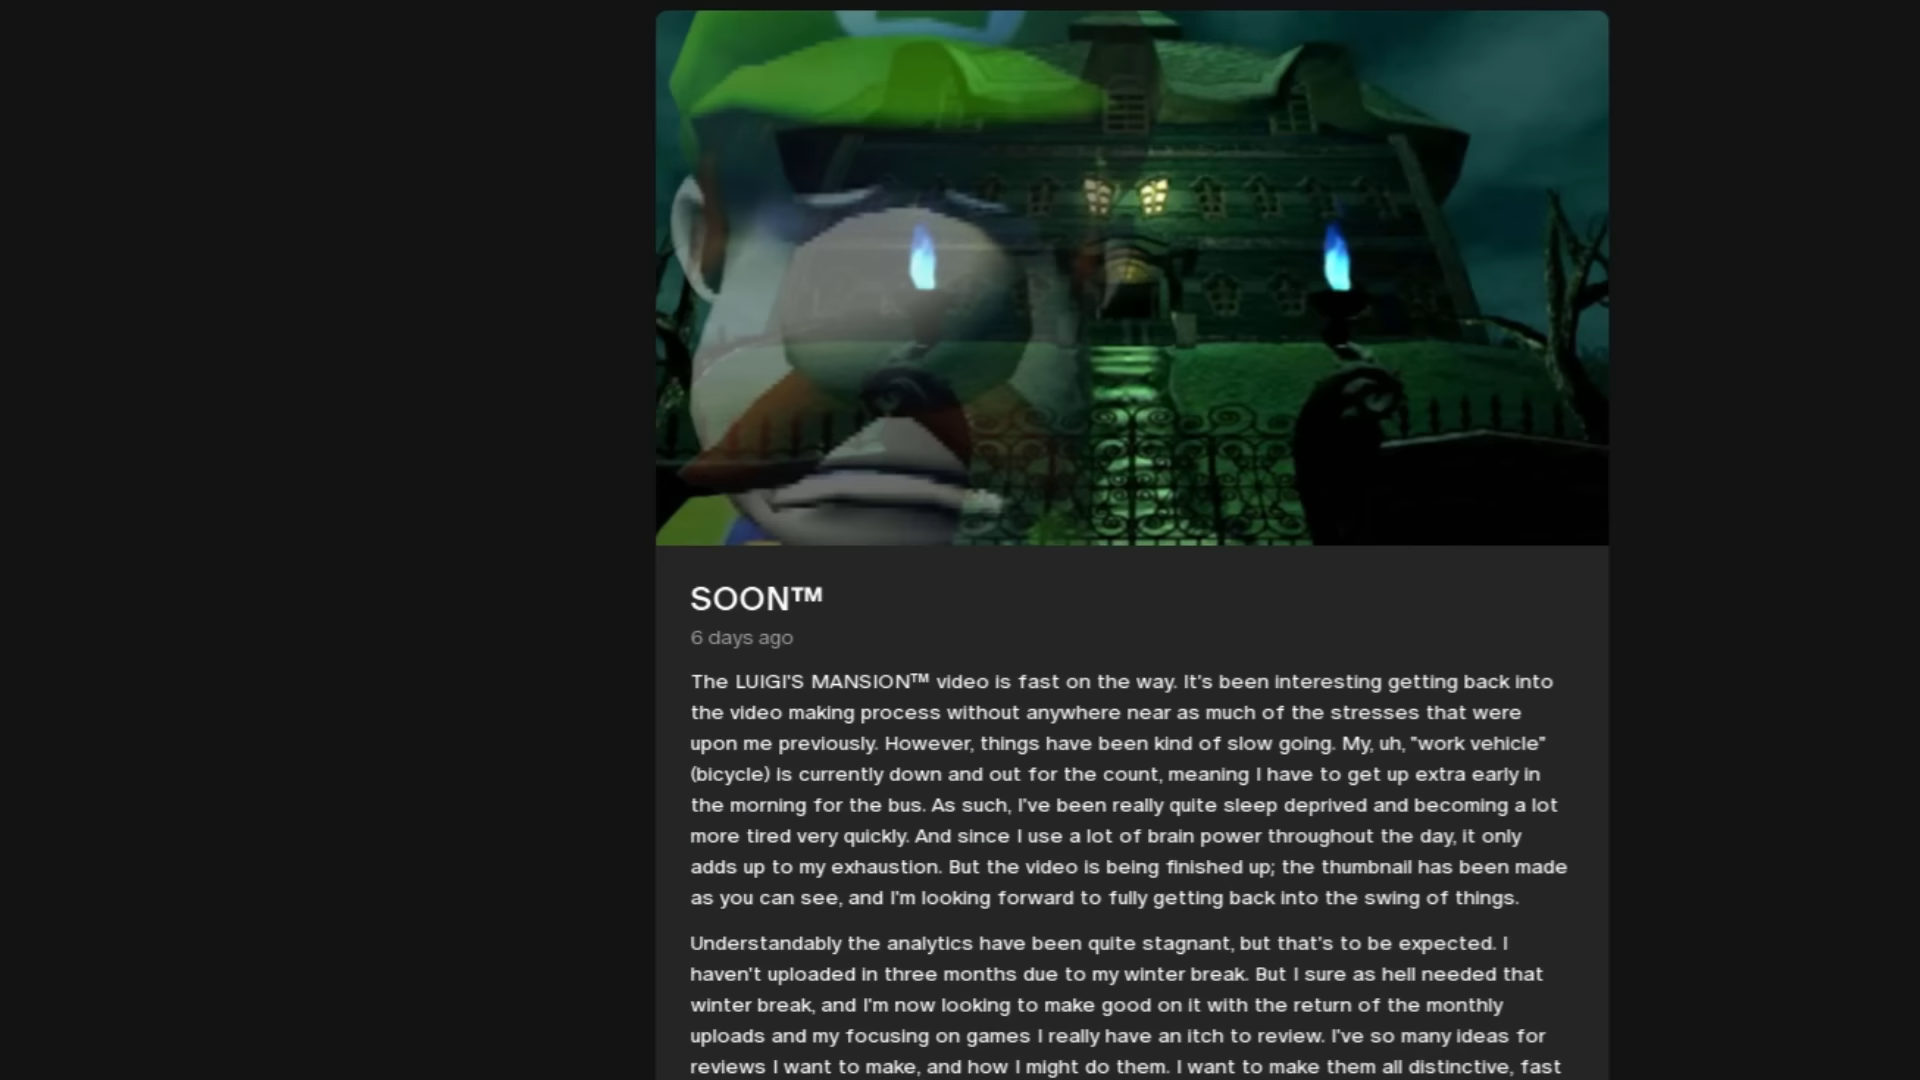 SOON™
6 days ago
The LUIGI'S MANSION™ video is fast on the way. It's been interesting getting back into
the video making process without anywhere near as much of the stresses that were
upon me previously. However, things have been kind of slow going. My, uh, "work vehicle"
(bicycle) is currently down and out for the count, meaning I have to get up extra early in
the morning for the bus. As such, I've been really quite sleep deprived and becoming a lot
more tired very quickly. And since I use a lot of brain power throughout the day, it only
adds up to my exhaustion. But the video is being finished up; the thumbnail has been made
as you can see, and I'm looking forward to fully getting back into the swing of things.
Understandably the analytics have been quite stagnant, but that's to be expected. I
haven't uploaded in three months due to my winter break. But I sure as hell needed that
winter break, and I'm now looking to make good on it with the return of the monthly
uploads and my focusing on games I really have an itch to review. I've so many ideas for
reviews I want to make, and how I might do them. I want to make them all distinctive, fast